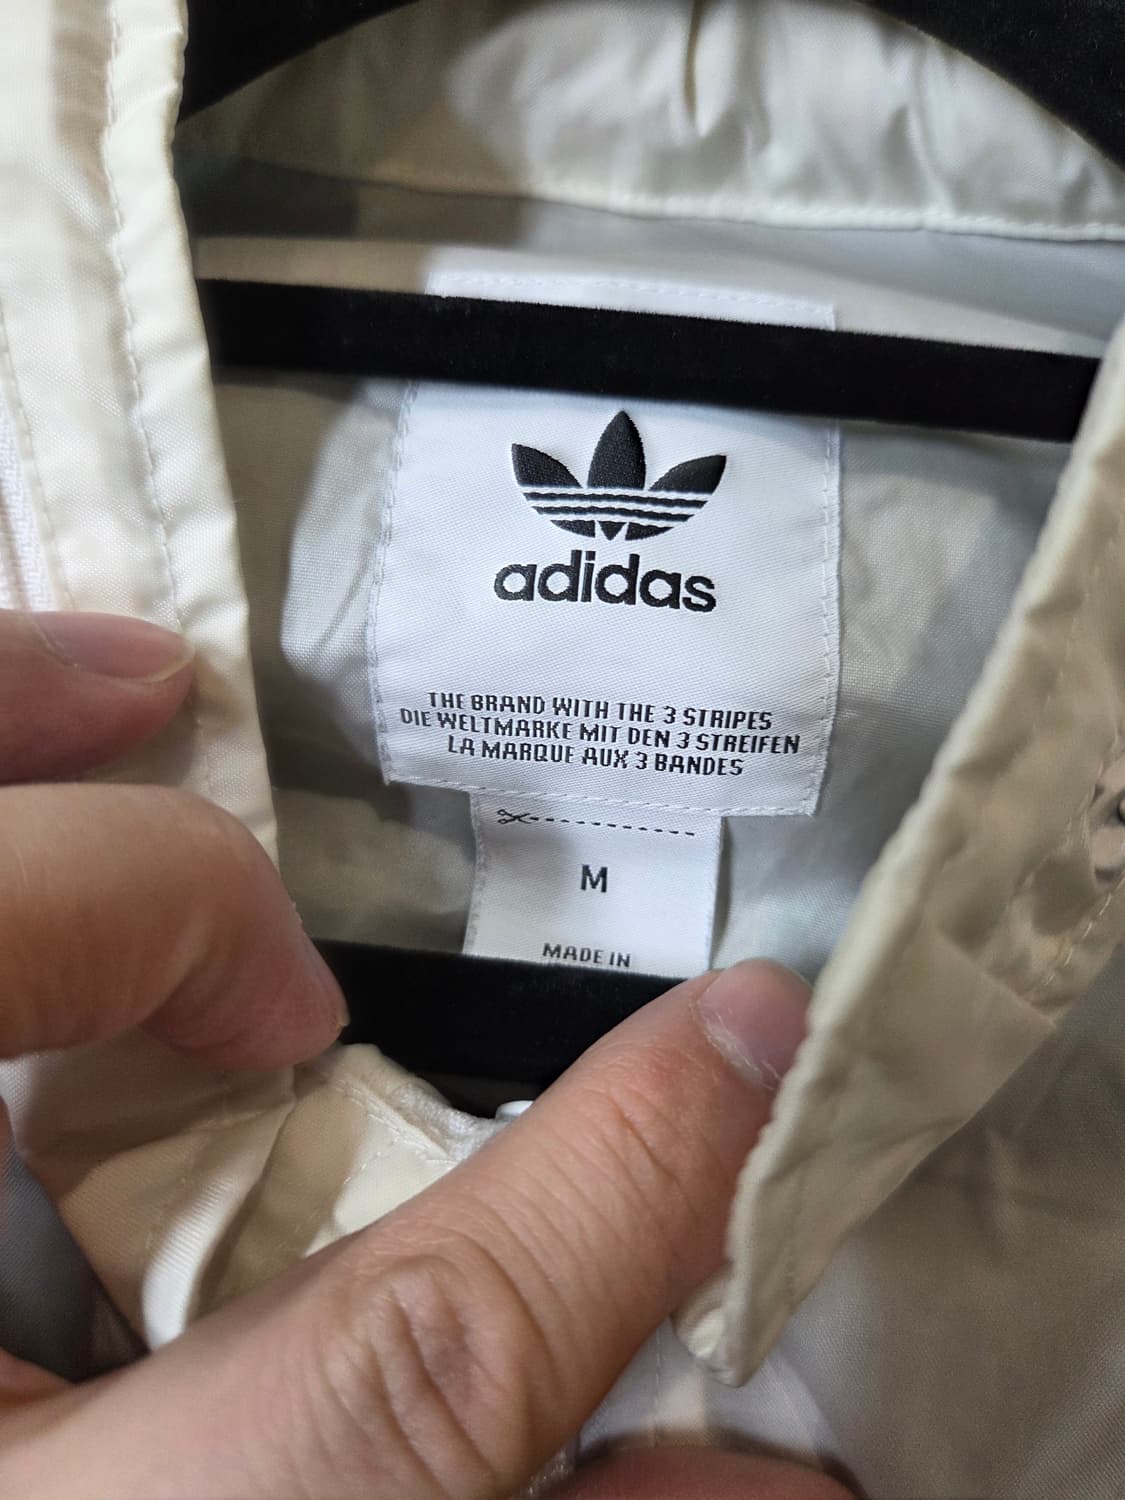 adidas
THE BRAND WITH THE 3 STRIPES
DIE WELTMARKE MIT DEN 3 STREIFEN
LA MARQUE AUX 3 BANDES
M
MADE IN